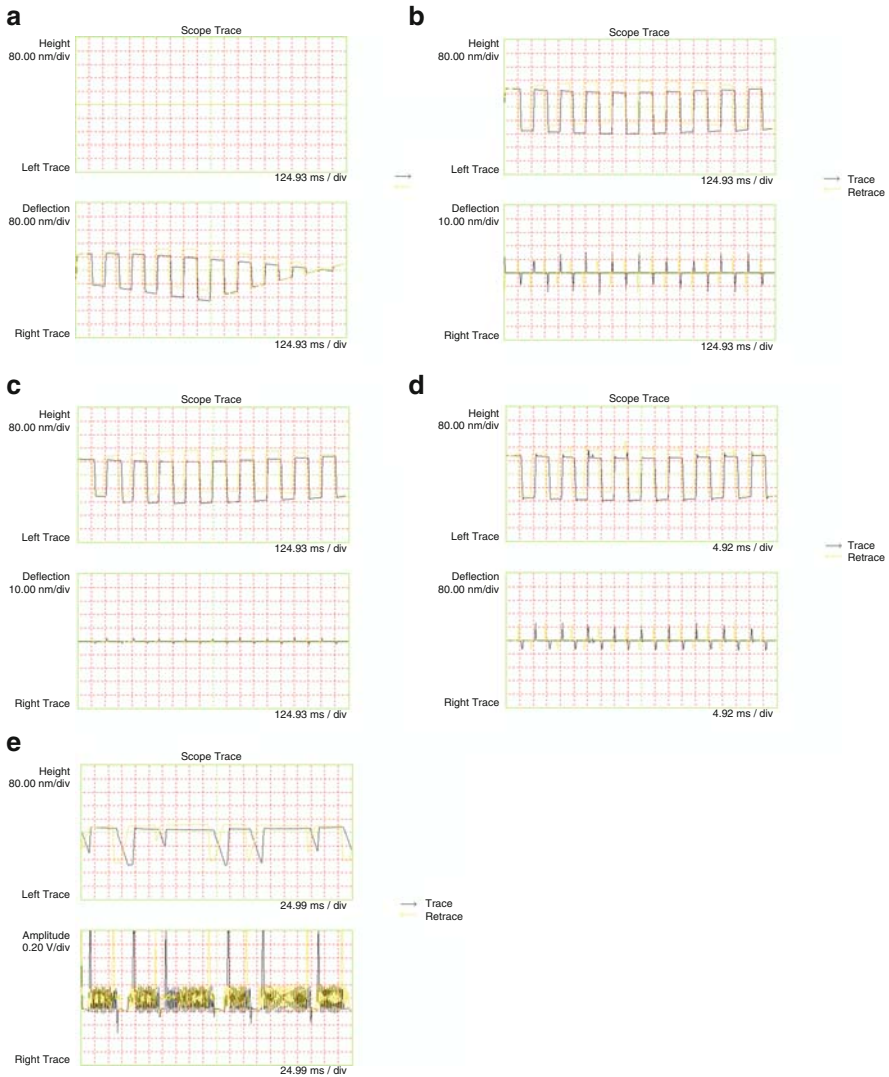 a
Scope Trace
Height
80.00 nm/div
Left Trace
124.93 ms / div
Deflection
80.00 nm/div
Right Trace
124.93 ms / div
b
Scope Trace
Height
80.00 nm/div
Left Trace
124.93 ms / div
Trace
Retrace
Deflection
10.00 nm/div
Right Trace
124.93 ms / div
c
Scope Trace
Height
80.00 nm/div
Left Trace
124.93 ms / div
Deflection
10.00 nm/div
Right Trace
124.93 ms / div
d
Scope Trace
Height
80.00 nm/div
Left Trace
4.92 ms / div
Trace
Retrace
Deflection
80.00 nm/div
Right Trace
4.92 ms / div
e
Scope Trace
Height
80.00 nm/div
Left Trace
24.99 ms / div
Trace
Retrace
Amplitude
0.20 V/div
Right Trace
24.99 ms / div